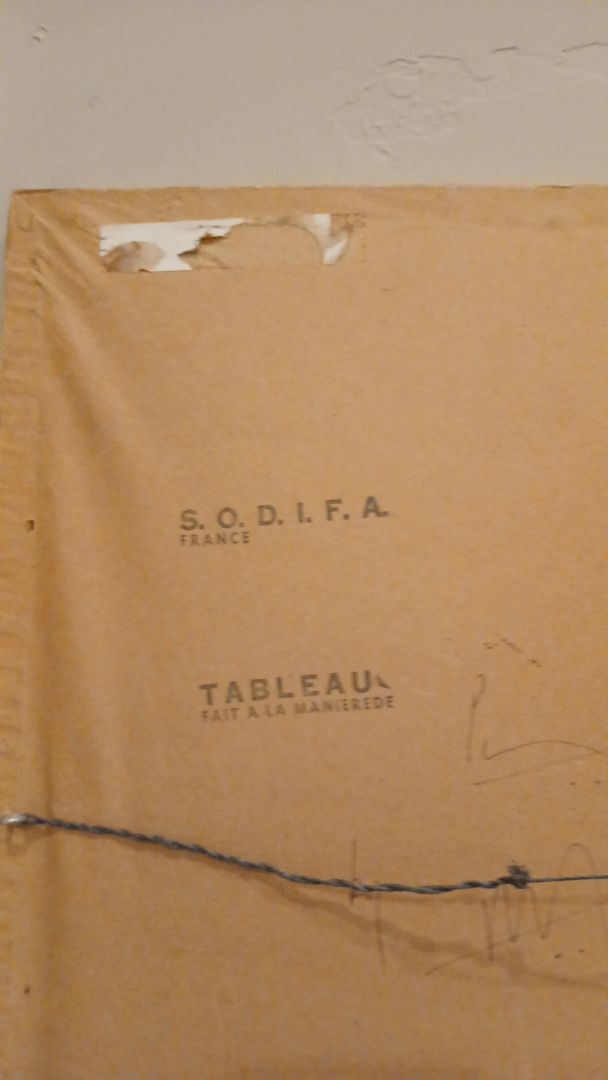 S. O. D. I. F. A.
FRANCE
TABLEAU
FAIT A LA MANIEREDE